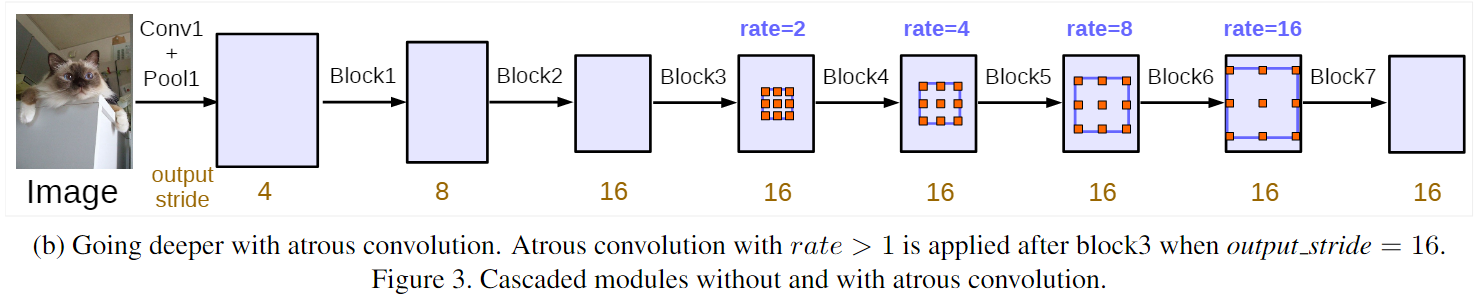 rate=2 rate=4 rate=8 rate=16
Conv1
+
Pool1
Block1 Block2 Block3 Block4 Block5 Block6 Block7
output
stride
Image 4 8 16 16 16 16 16 16
(b) Going deeper with atrous convolution. Atrous convolution with rate > 1 is applied after block3 when output_stride = 16.
Figure 3. Cascaded modules without and with atrous convolution.